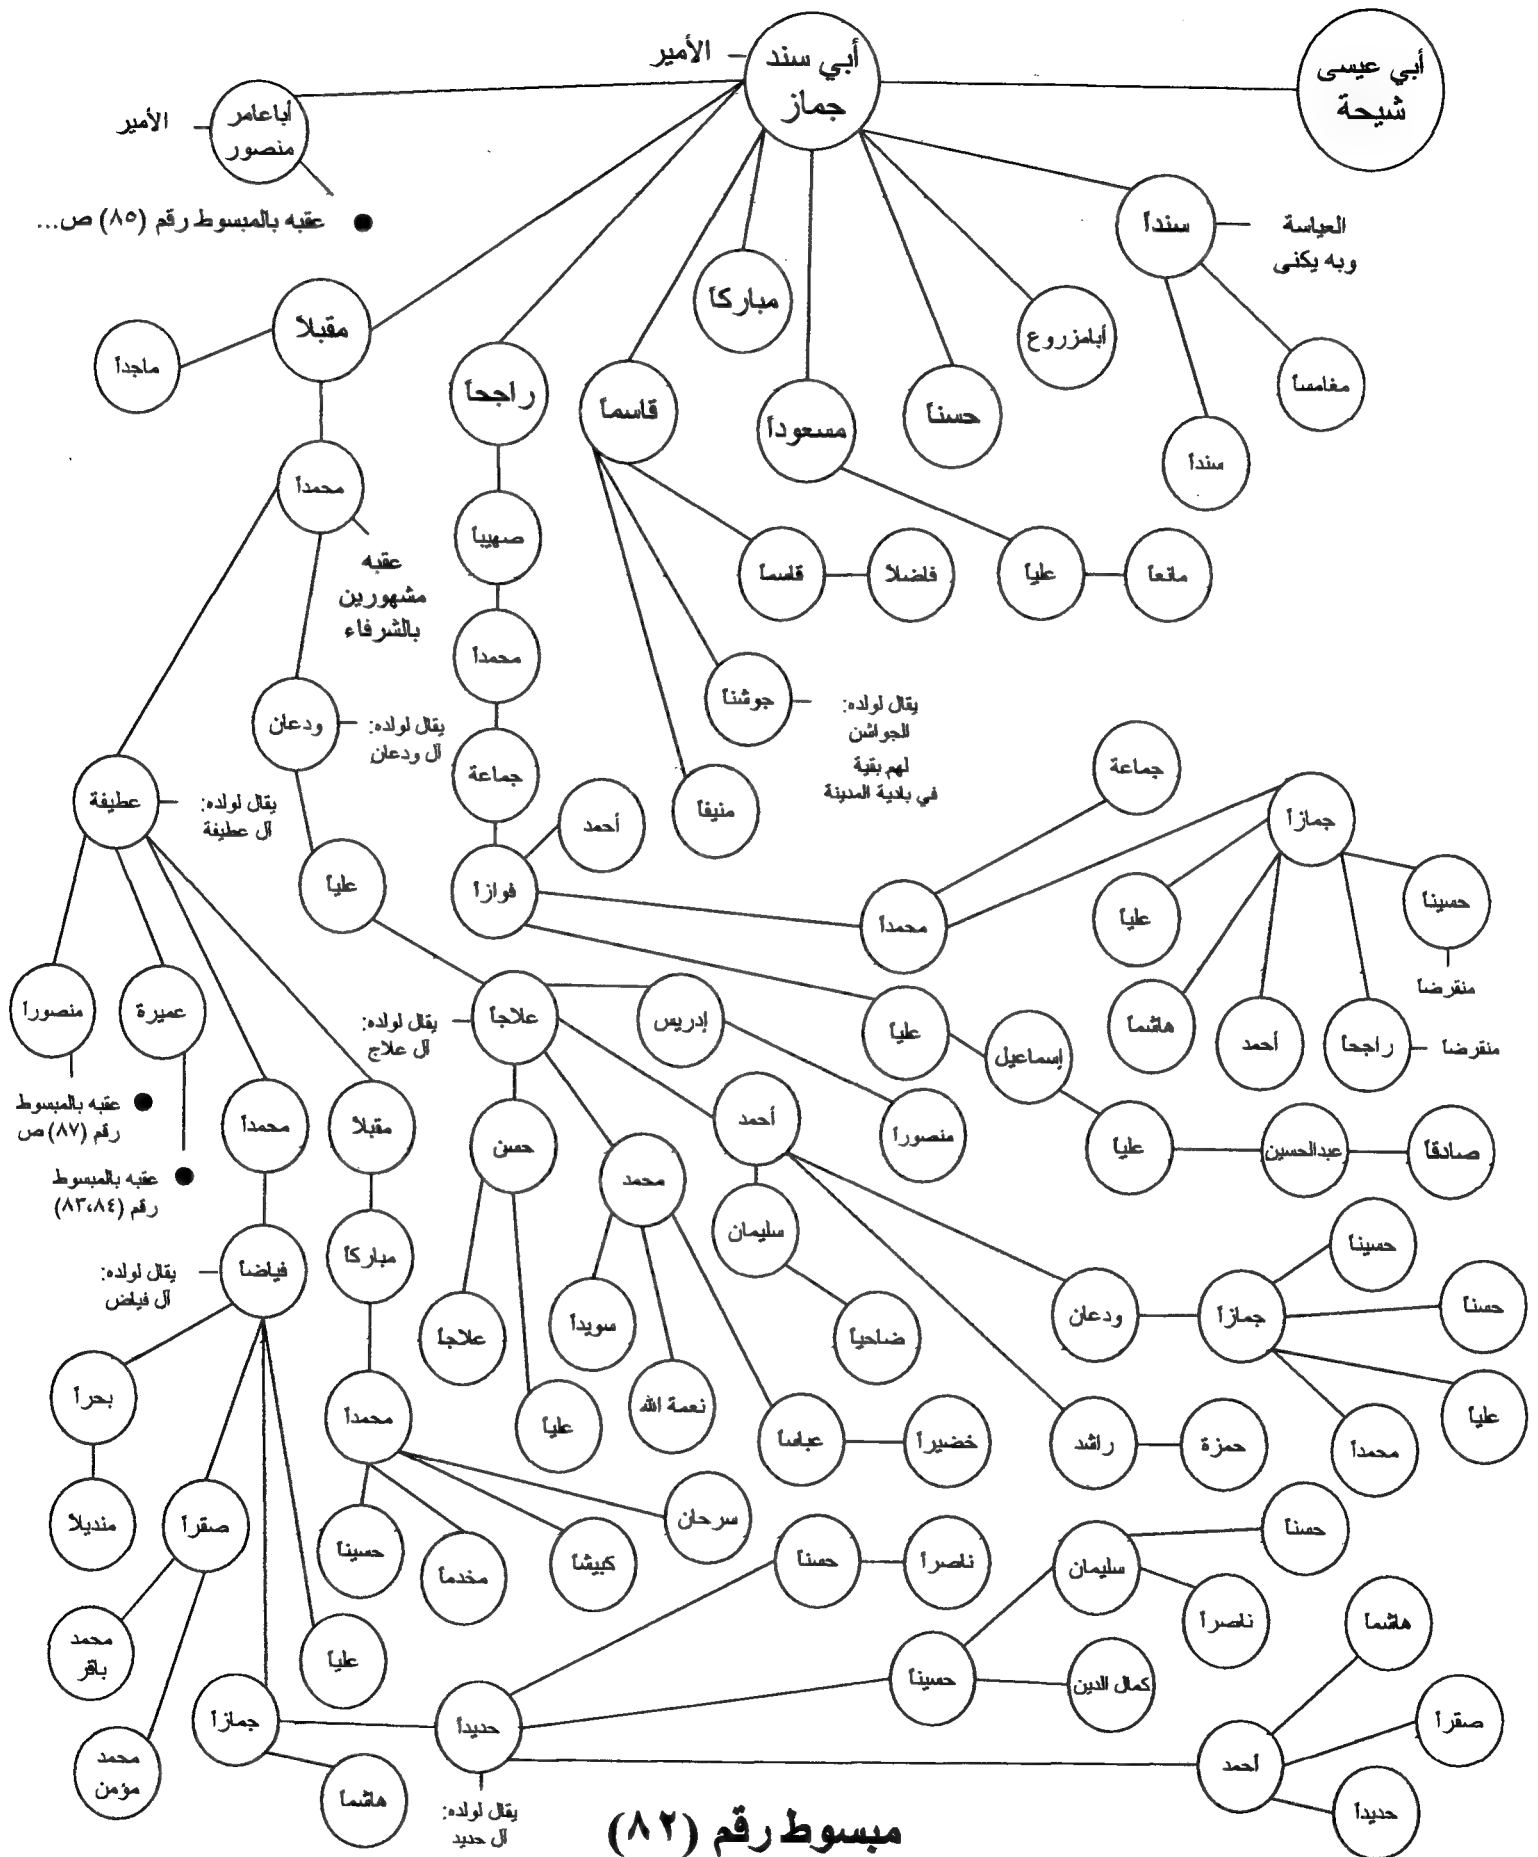 أبي عيسى
شيحة
أبي سند
جماز
الأمير
أباعامر
منصور
الأمير
عقبه بالمبسوط رقم (٨٥) ص...
سنداً
العياسة
وبه يكنى
مغامساً
سنداً
أبامزروع
حسناً
مسعوداً
مباركاً
قاسماً
راجحاً
مقبلاً
ماجداً
محمداً
عقبه
مشهورين
بالشرفاء
صهيبا
قاسماً
فاضلاً
علياً
مانعاً
محمداً
جوشناً
يقال لولده:
الجواشن
لهم بقية
في بادية المدينة
منيفاً
ودعان
يقال لولده:
آل ودعان
جماعة
أحمد
فوازاً
عطيفة
يقال لولده:
آل عطيفة
علياً
جماعة
جمازاً
محمداً
علياً
حسيناً
منقرضاً
هاشماً
أحمد
راجحاً
منقرضاً
منصوراً
عقبه بالمبسوط
رقم (٨٧) ص
عميرة
عقبه بالمبسوط
رقم (٨٣،٨٤)
محمداً
مقبلاً
علاجاً
يقال لولده:
آل علاج
إدريس
منصوراً
علياً
إسماعيل
علياً
عبدالحسين
صادقاً
حسن
محمد
أحمد
سليمان
ضاحياً
فياضاً
يقال لولده:
آل فياض
مباركاً
علاجاً
علياً
سويداً
نعمة الله
عباساً
خضيراً
ودعان
جمازاً
حسيناً
حسناً
علياً
محمداً
راشد
حمزة
بحراً
منديلاً
صقراً
محمد
باقر
محمد
مؤمن
محمداً
حسيناً
مخدماً
كبيشاً
سرحان
علياً
جمازاً
هاشماً
حديداً
يقال لولده:
آل حديد
حسناً
ناصراً
حسيناً
كمال الدين
سليمان
حسناً
ناصراً
أحمد
هاشماً
صقراً
حديداً
مبسوط رقم (٨٢)